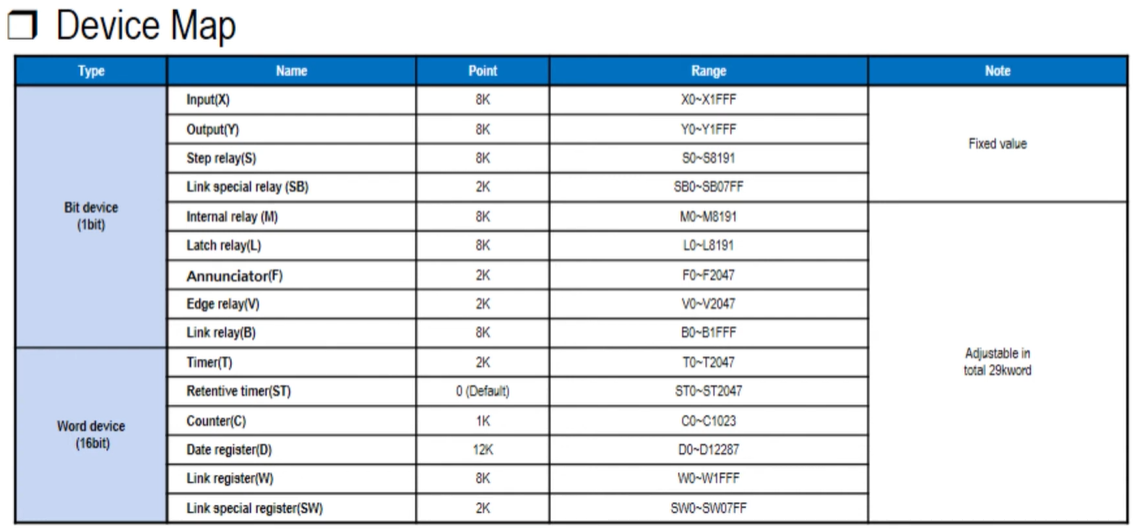 ❒ Device Map
Type Name Point Range Note
Input(X) 8K X0~X1FFF
Output(Y) 8K Y0~Y1FFF
Fixed value
Step relay(S) 8K S0~S8191
Link special relay (SB) 2K SB0~SB07FF
Bit device
(1bit)
Internal relay (M) 8K M0~M8191
Latch relay(L) 8K L0~L8191
Annunciator(F) 2K F0~F2047
Edge relay(V) 2K V0~V2047
Link relay(B) 8K B0~B1FFF
Adjustable in
total 29kword
Timer(T) 2K T0~T2047
Retentive timer(ST) 0 (Default) ST0~ST2047
Counter(C) 1K C0~C1023
Word device
(16bit)
Date register(D) 12K D0~D12287
Link register(W) 8K W0~W1FFF
Link special register(SW) 2K SW0~SW07FF